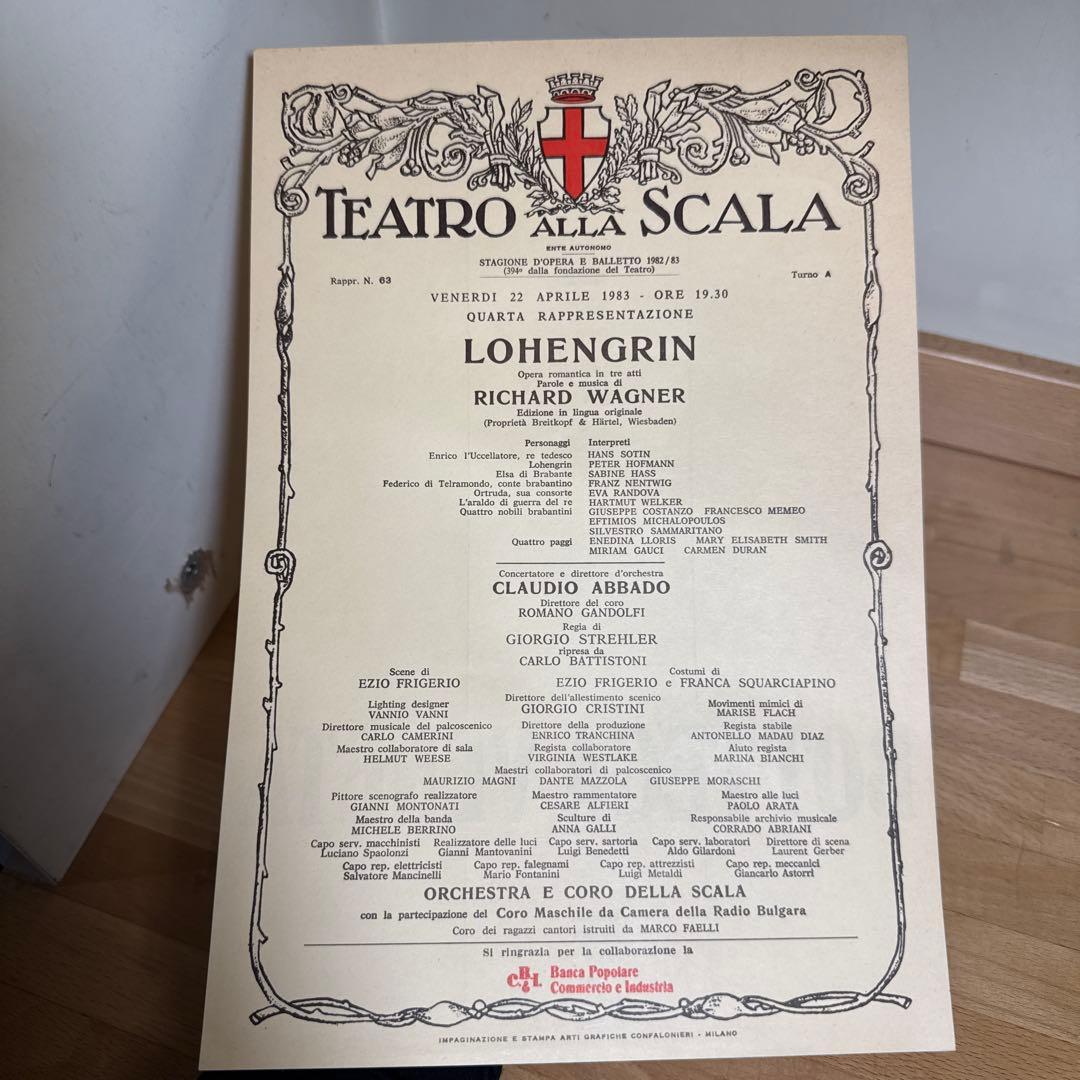 TEATRO ALLA SCALA
ENTE AUTONOMO
STAGIONE D'OPERA E BALLETTO 1982/83
(394º dalla fondazione del Teatro)
Rappr. N. 63
Turno A
VENERDI 22 APRILE 1983 - ORE 19.30
QUARTA RAPPRESENTAZIONE
LOHENGRIN
Opera romantica in tre atti
Parole e musica di
RICHARD WAGNER
Edizione in lingua originale
(Proprietà Breitkopf & Härtel, Wiesbaden)
Personaggi Interpreti
Enrico l'Uccellatore, re tedesco HANS SOTIN
Lohengrin PETER HOFMANN
Elsa di Brabante SABINE HASS
Federico di Telramondo, conte brabantino FRANZ NENTWIG
Ortruda, sua consorte EVA RANDOVA
L'araldo di guerra del re HARTMUT WELKER
Quattro nobili brabantini GIUSEPPE COSTANZO FRANCESCO MEMEO
EFTIMIOS MICHALOPOULOS
SILVESTRO SAMMARITANO
Quattro paggi ENEDINA LLORIS MARY ELISABETH SMITH
MIRIAM GAUCI CARMEN DURAN
Concertatore e direttore d'orchestra
CLAUDIO ABBADO
Direttore del coro
ROMANO GANDOLFI
Regia di
GIORGIO STREHLER
ripresa da
CARLO BATTISTONI
Scene di Costumi di
EZIO FRIGERIO EZIO FRIGERIO e FRANCA SQUARCIAPINO
Lighting designer Direttore dell'allestimento scenico Movimenti mimici di
VANNIO VANNI GIORGIO CRISTINI MARISE FLACH
Direttore musicale del palcoscenico Direttore della produzione Regista stabile
CARLO CAMERINI ENRICO TRANCHINA ANTONELLO MADAU DIAZ
Maestro collaboratore di sala Regista collaboratore Aiuto regista
HELMUT WEESE VIRGINIA WESTLAKE MARINA BIANCHI
Maestri collaboratori di palcoscenico
MAURIZIO MAGNI DANTE MAZZOLA GIUSEPPE MORASCHI
Pittore scenografo realizzatore Maestro rammentatore Maestro alle luci
GIANNI MONTONATI CESARE ALFIERI PAOLO ARATA
Maestro della banda Sculture di Responsabile archivio musicale
MICHELE BERRINO ANNA GALLI CORRADO ABRIANI
Capo serv. macchinisti Realizzatore delle luci Capo serv. sartoria Capo serv. laboratori Direttore di scena
Luciano Spaolonzi Gianni Mantovanini Luigi Benedetti Aldo Gilardoni Laurent Gerber
Capo rep. elettricisti Capo rep. falegnami Capo rep. attrezzisti Capo rep. meccanici
Salvatore Mancinelli Mario Fontanini Luigi Metaldi Giancarlo Astorri
ORCHESTRA E CORO DELLA SCALA
con la partecipazione del Coro Maschile da Camera della Radio Bulgara
Coro dei ragazzi cantori istruiti da MARCO FAELLI
Si ringrazia per la collaborazione la
C.B.&I. Banca Popolare
Commercio e Industria
IMPAGINAZIONE E STAMPA ARTI GRAFICHE CONFALONIERI - MILANO